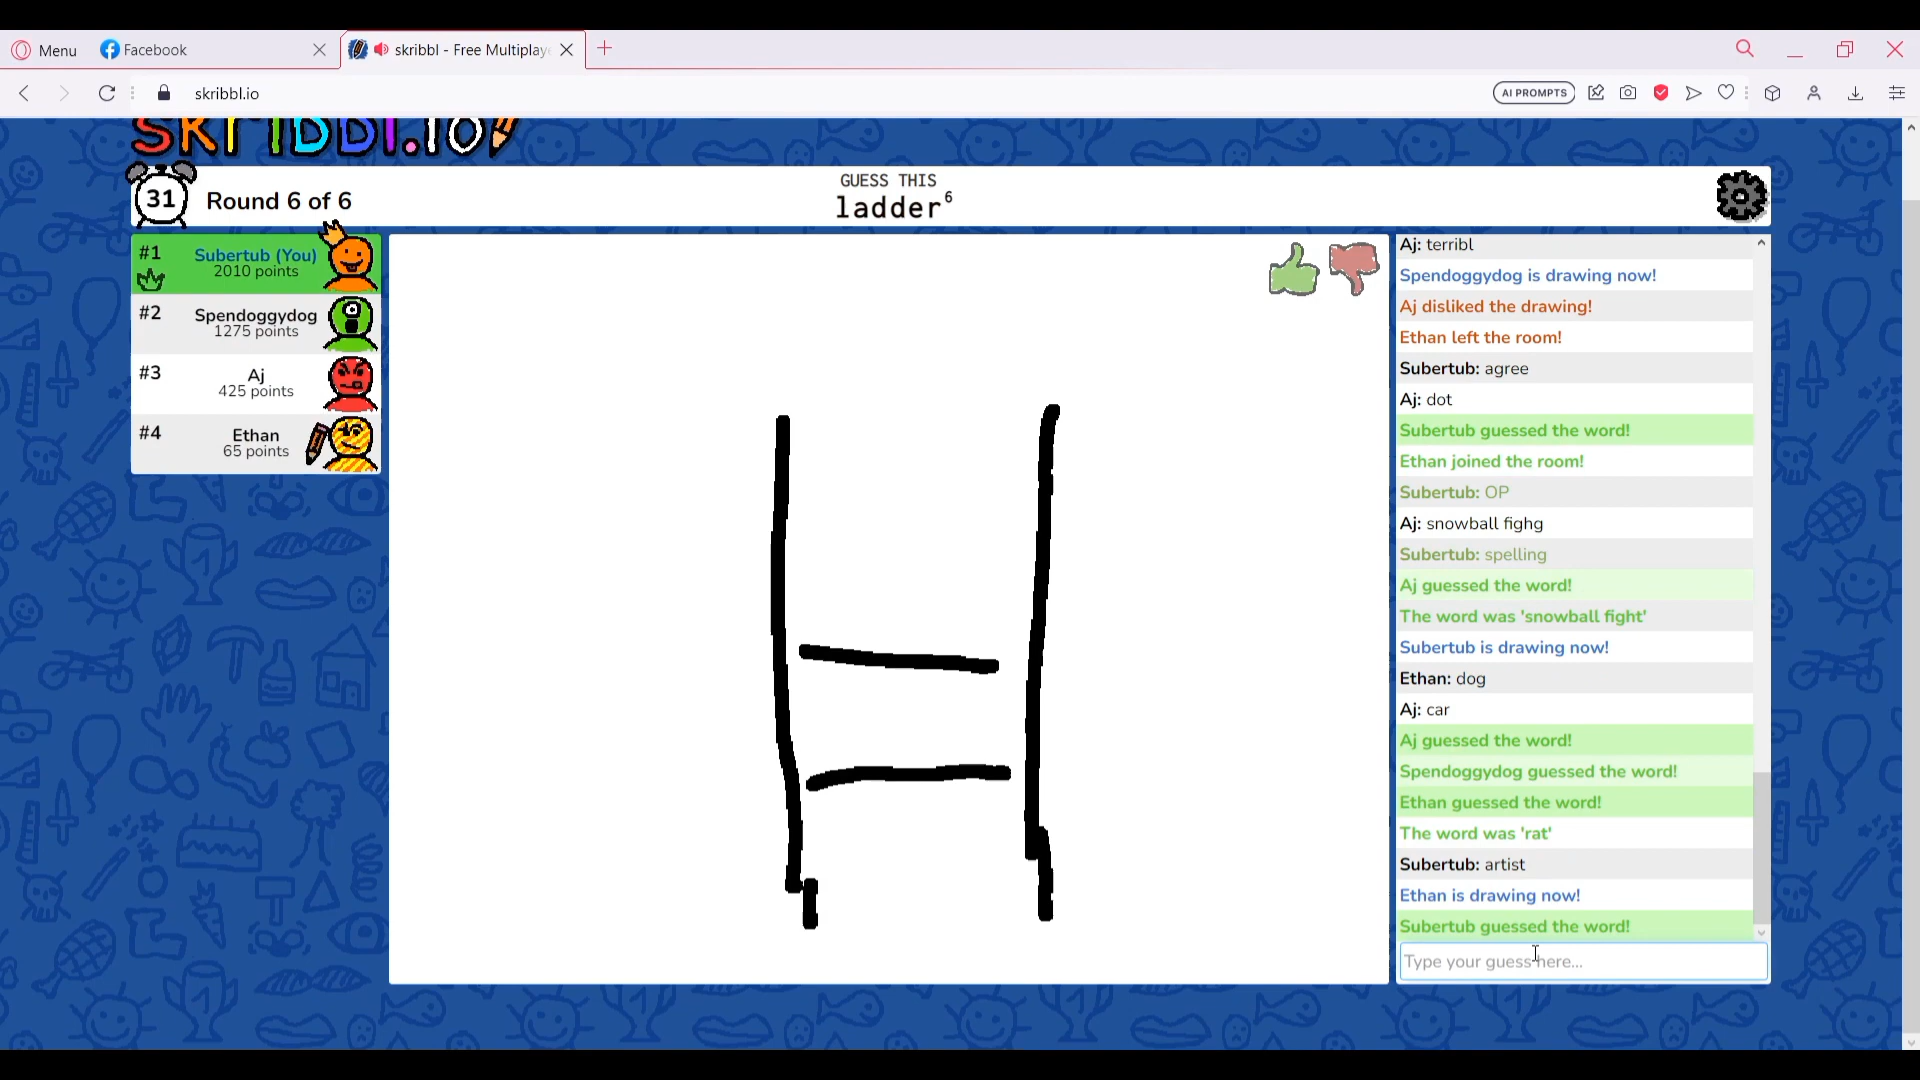 Menu
Facebook
skribbl - Free Multiplay
skribbl.io
AI PROMPTS
SKRIBBL.IO
31
Round 6 of 6
GUESS THIS
ladder6
#1
Subertub (You)
2010 points
#2
Spendoggydog
1275 points
#3
Aj
425 points
#4
Ethan
65 points
Aj: terribl
Spendoggydog is drawing now!
Aj disliked the drawing!
Ethan left the room!
Subertub: agree
Aj: dot
Subertub guessed the word!
Ethan joined the room!
Subertub: OP
Aj: snowball fighg
Subertub: spelling
Aj guessed the word!
The word was 'snowball fight'
Subertub is drawing now!
Ethan: dog
Aj: car
Aj guessed the word!
Spendoggydog guessed the word!
Ethan guessed the word!
The word was 'rat'
Subertub: artist
Ethan is drawing now!
Subertub guessed the word!
Type your guess here...